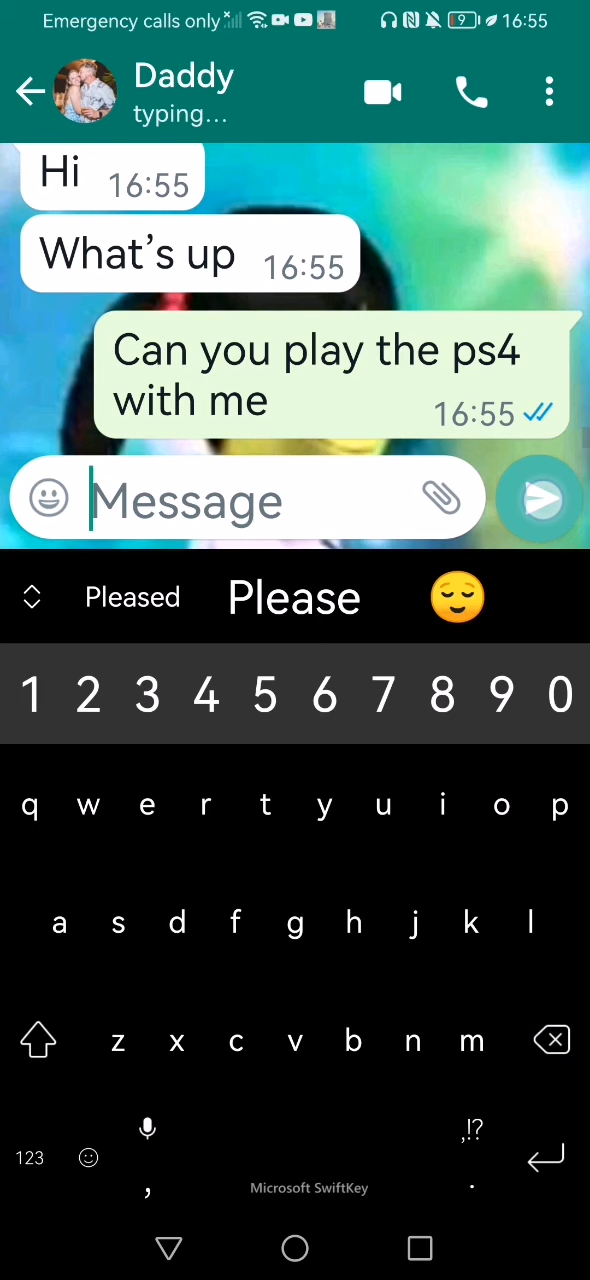 Emergency calls only 9 16:55
Daddy
typing...
Hi 16:55
What's up 16:55
Can you play the ps4
with me 16:55
Message
Pleased Please
1 2 3 4 5 6 7 8 9 0
q w e r t y u i o p
a s d f g h j k l
z x c v b n m
,!?
123
, Microsoft SwiftKey .